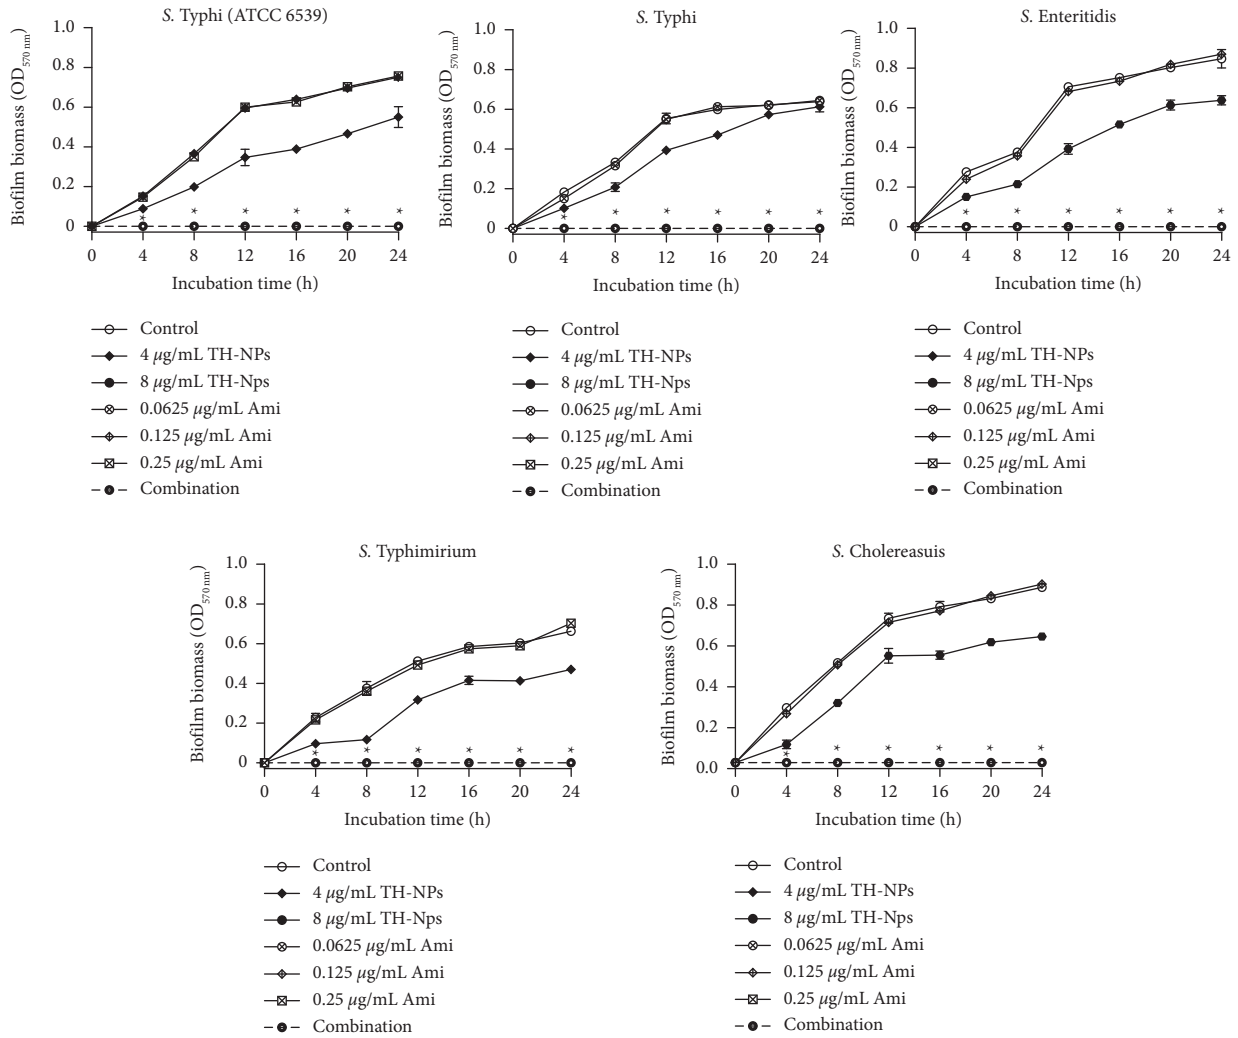 S. Typhi (ATCC 6539)
Biofilm biomass (OD570 nm)
1.0
0.8
0.6
0.4
0.2
0
0 4 8 12 16 20 24
Incubation time (h)
Control
4 μg/mL TH-NPs
8 μg/mL TH-Nps
0.0625 μg/mL Ami
0.125 μg/mL Ami
0.25 μg/mL Ami
Combination
S. Typhi
Biofilm biomass (OD570 nm)
1.0
0.8
0.6
0.4
0.2
0
0 4 8 12 16 20 24
Incubation time (h)
Control
4 μg/mL TH-NPs
8 μg/mL TH-Nps
0.0625 μg/mL Ami
0.125 μg/mL Ami
0.25 μg/mL Ami
Combination
S. Enteritidis
Biofilm biomass (OD570 nm)
1.0
0.8
0.6
0.4
0.2
0
0 4 8 12 16 20 24
Incubation time (h)
Control
4 μg/mL TH-NPs
8 μg/mL TH-Nps
0.0625 μg/mL Ami
0.125 μg/mL Ami
0.25 μg/mL Ami
Combination
S. Typhimirium
Biofilm biomass (OD570 nm)
1.0
0.8
0.6
0.4
0.2
0
0 4 8 12 16 20 24
Incubation time (h)
Control
4 μg/mL TH-NPs
8 μg/mL TH-Nps
0.0625 μg/mL Ami
0.125 μg/mL Ami
0.25 μg/mL Ami
Combination
S. Cholereasuis
Biofilm biomass (OD570 nm)
1.0
0.8
0.6
0.4
0.2
0.0
0 4 8 12 16 20 24
Incubation time (h)
Control
4 μg/mL TH-NPs
8 μg/mL TH-Nps
0.0625 μg/mL Ami
0.125 μg/mL Ami
0.25 μg/mL Ami
Combination